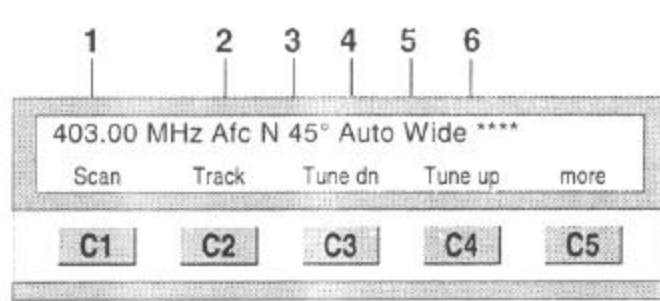 1 2 3 4 5 6
403.00 MHz Afc N 45° Auto Wide ****
Scan Track Tune dn Tune up more
C1 C2 C3 C4 C5